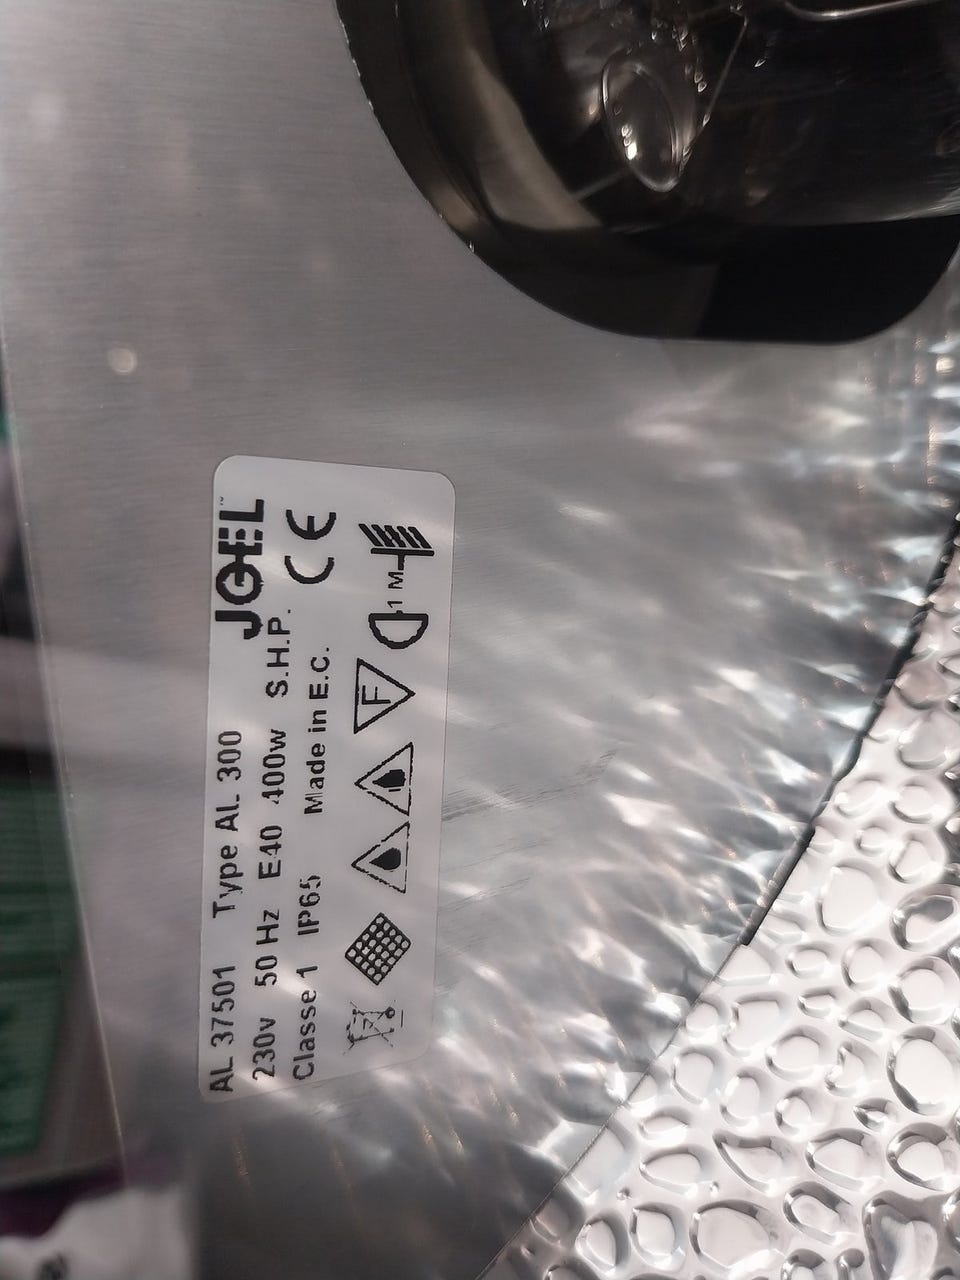 AL 37501 Type AL 300 JOEL™
230v 50 Hz E40 400w S.H.P. CE
Classe 1 IP65 Made in E.C.
F 1 M